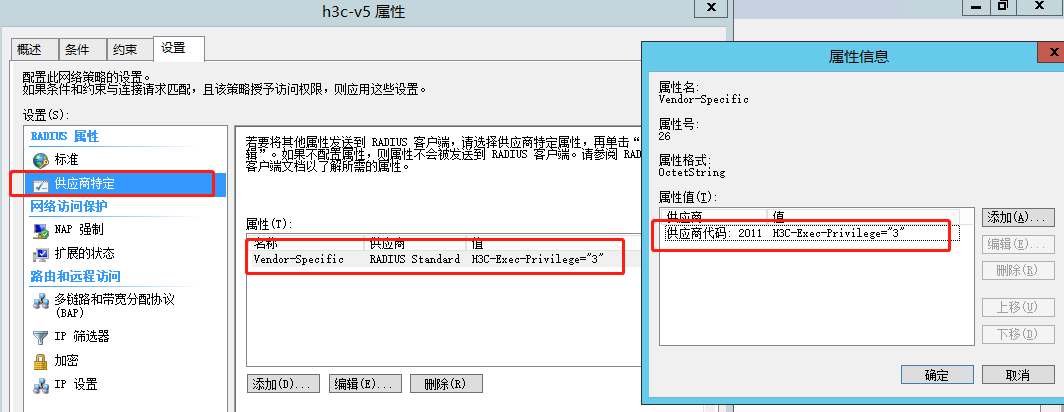 h3c-v5 属性
概述
条件
约束
设置
配置此网络策略的设置。
如果条件和约束与连接请求匹配，且该策略授予访问权限，则应用这些设置。
设置(S):
RADIUS 属性
标准
供应商特定
网络访问保护
NAP 强制
扩展的状态
路由和远程访问
多链路和带宽分配协议
(BAP)
IP 筛选器
加密
IP 设置
若要将其他属性发送到 RADIUS 客户端，请选择供应商特定属性，再单击“
辑”。如果不配置属性，则属性不会被发送到 RADIUS 客户端。请参阅 RAD
客户端文档以了解所需的属性。
属性(T):
名称 供应商 值
Vendor-Specific RADIUS Standard H3C-Exec-Privilege="3"
添加(D)... 编辑(E)... 删除(R)
属性信息
属性名:
Vendor-Specific
属性号:
26
属性格式:
OctetString
属性值(T):
供应商 值
供应商代码: 2011 H3C-Exec-Privilege="3"
添加(A)...
编辑(E)...
删除(R)
上移(U)
下移(D)
确定 取消